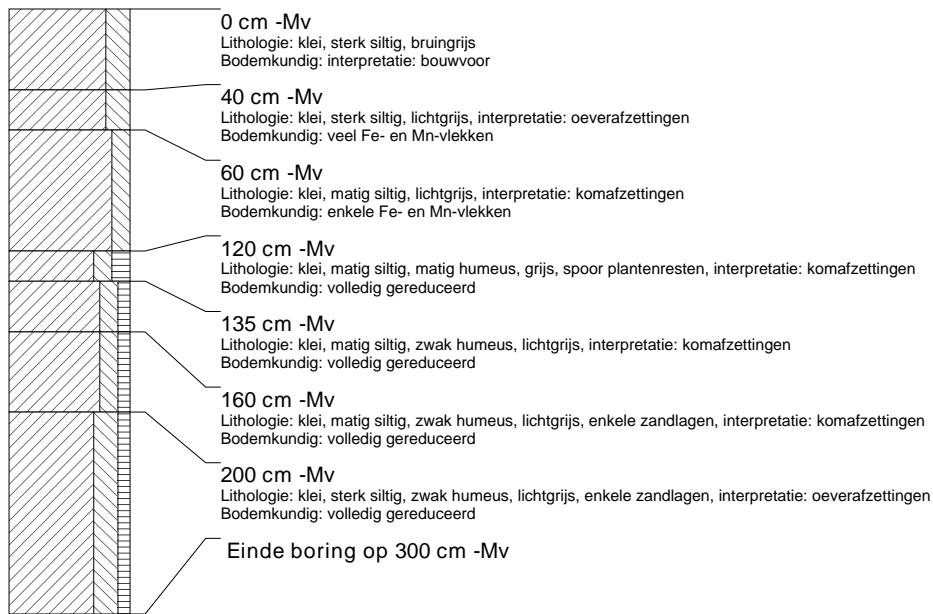 0 cm -Mv
Lithologie: klei, sterk siltig, bruingrijs
Bodemkundig: interpretatie: bouwvoor
40 cm -Mv
Lithologie: klei, sterk siltig, lichtgrijs, interpretatie: oeverafzettingen
Bodemkundig: veel Fe- en Mn-vlekken
60 cm -Mv
Lithologie: klei, matig siltig, lichtgrijs, interpretatie: komafzettingen
Bodemkundig: enkele Fe- en Mn-vlekken
120 cm -Mv
Lithologie: klei, matig siltig, matig humeus, grijs, spoor plantenresten, interpretatie: komafzettingen
Bodemkundig: volledig gereduceerd
135 cm -Mv
Lithologie: klei, matig siltig, zwak humeus, lichtgrijs, interpretatie: komafzettingen
Bodemkundig: volledig gereduceerd
160 cm -Mv
Lithologie: klei, matig siltig, zwak humeus, lichtgrijs, enkele zandlagen, interpretatie: komafzettingen
Bodemkundig: volledig gereduceerd
200 cm -Mv
Lithologie: klei, sterk siltig, zwak humeus, lichtgrijs, enkele zandlagen, interpretatie: oeverafzettingen
Bodemkundig: volledig gereduceerd
Einde boring op 300 cm -Mv